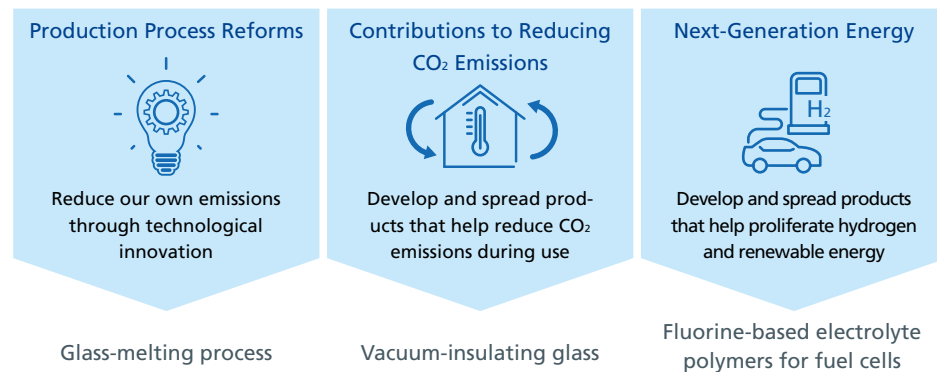 Production Process Reforms
Reduce our own emissions
through technological
innovation
Glass-melting process
Contributions to Reducing
CO₂ Emissions
Develop and spread prod-
ucts that help reduce CO₂
emissions during use
Vacuum-insulating glass
Next-Generation Energy
H₂
Develop and spread products
that help proliferate hydrogen
and renewable energy
Fluorine-based electrolyte
polymers for fuel cells